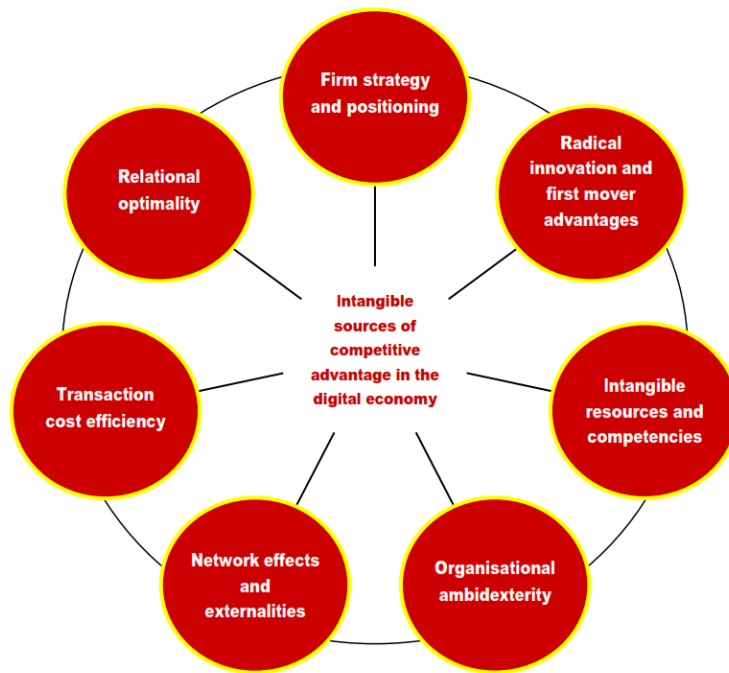 Firm strategy
and positioning
Radical
innovation and
first mover
advantages
Relational
optimality
Intangible
sources of
competitive
advantage in the
digital economy
Transaction
cost efficiency
Intangible
resources and
competencies
Network effects
and
externalities
Organisational
ambidexterity